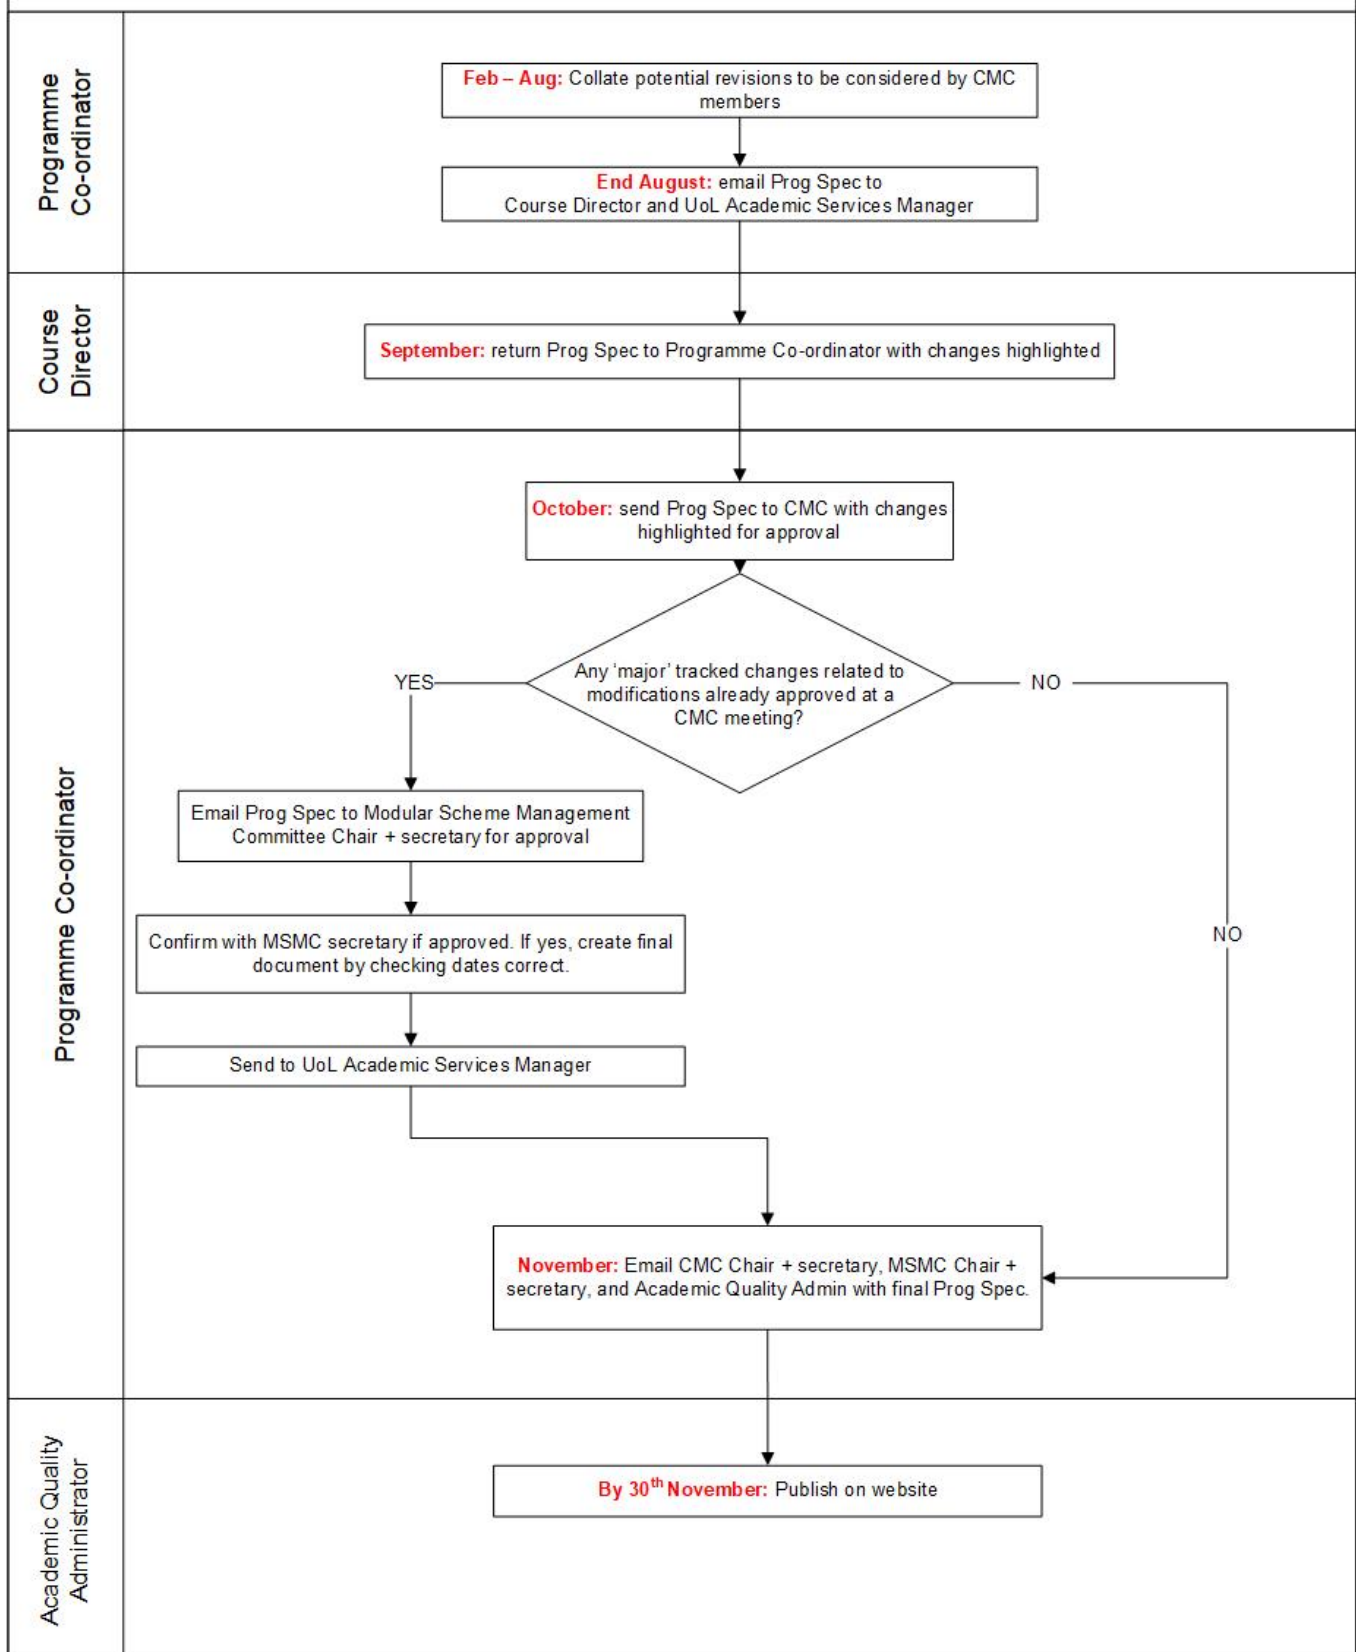 Programme
Co-ordinator
Feb – Aug: Collate potential revisions to be considered by CMC
members
End August: email Prog Spec to
Course Director and UoL Academic Services Manager
Course
Director
September: return Prog Spec to Programme Co-ordinator with changes highlighted
Programme Co-ordinator
October: send Prog Spec to CMC with changes
highlighted for approval
Any ‘major’ tracked changes related to
modifications already approved at a
CMC meeting?
YES
NO
Email Prog Spec to Modular Scheme Management
Committee Chair + secretary for approval
Confirm with MSMC secretary if approved. If yes, create final
document by checking dates correct.
NO
Send to UoL Academic Services Manager
November: Email CMC Chair + secretary, MSMC Chair +
secretary, and Academic Quality Admin with final Prog Spec.
Academic Quality
Administrator
By 30th November: Publish on website